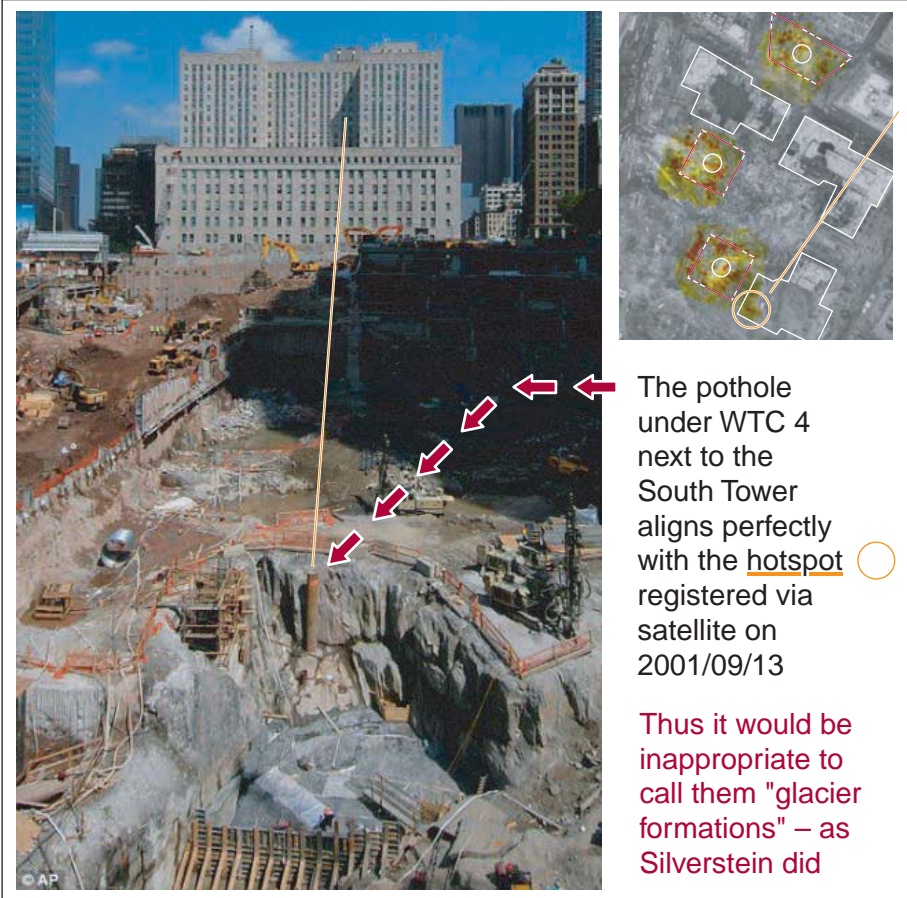 The pothole
under WTC 4
next to the
South Tower
aligns perfectly
with the hotspot
registered via
satellite on
2001/09/13
Thus it would be
inappropriate to
call them "glacier
formations" – as
Silverstein did
© AP